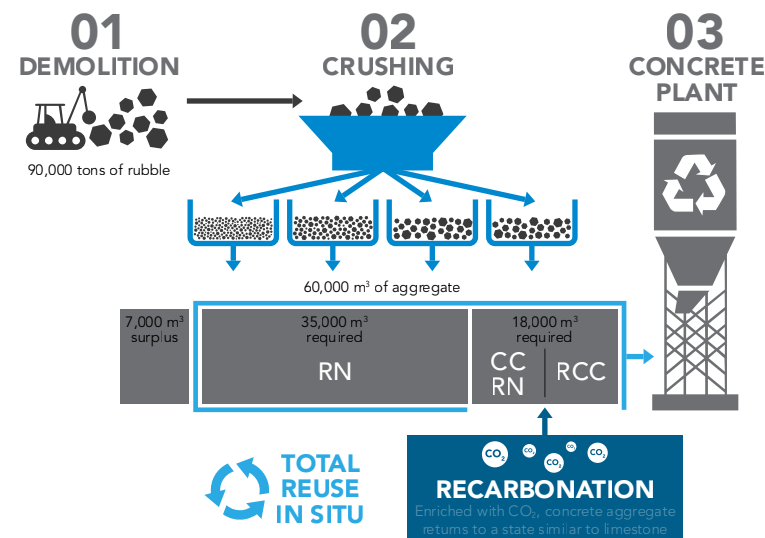 01
DEMOLITION
90,000 tons of rubble
02
CRUSHING
03
CONCRETE
PLANT
60,000 m³ of aggregate
7,000 m³
surplus
35,000 m³
required
RN
18,000 m³
required
CC
RN
RCC
CO₂
CO₂
CO₂
CO₂
CO₂
RECARBONATION
Enriched with CO₂, concrete aggregate
returns to a state similar to limestone
TOTAL
REUSE
IN SITU